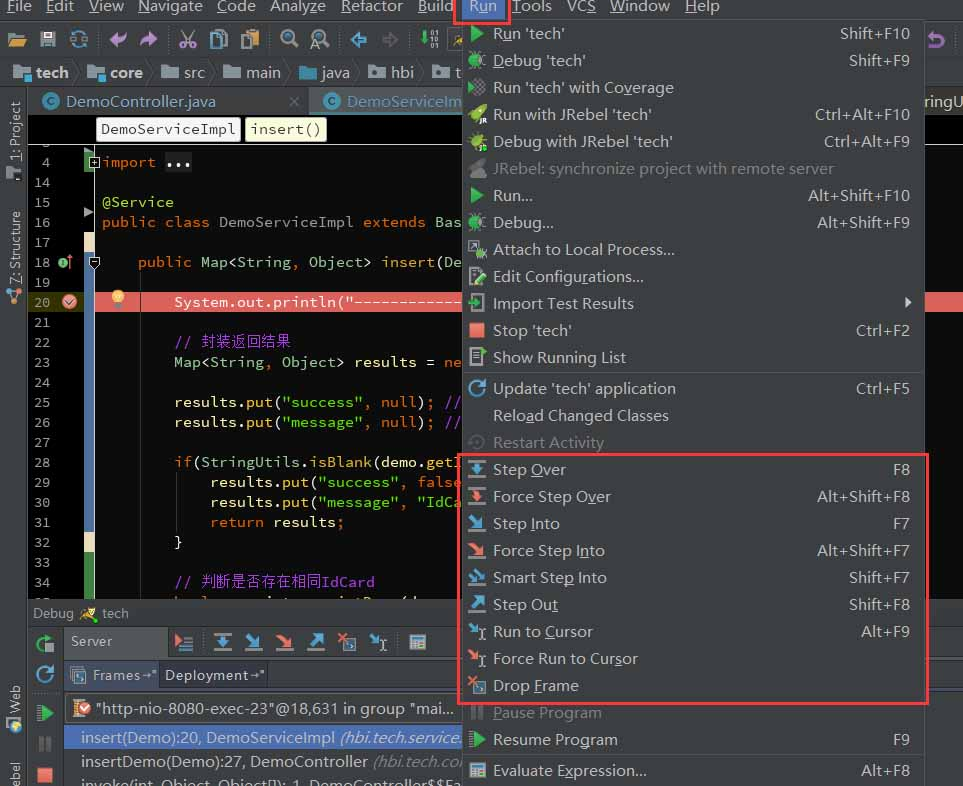 File Edit View Navigate Code Analyze Refactor Build Run Tools VCS Window Help
tech core src main java hbi t
DemoController.java DemoServiceIm ringU
DemoServiceImpl insert()
1: Project
Z: Structure
Web
ebel
4 import ...
14
15 @Service
16 public class DemoServiceImpl extends Bas
17
18 public Map<String, Object> insert(De
19
20 System.out.println("------------
21
22 // 封装返回结果
23 Map<String, Object> results = ne
24
25 results.put("success", null); //
26 results.put("message", null); //
27
28 if(StringUtils.isBlank(demo.getI
29 results.put("success", false
30 results.put("message", "IdCa
31 return results;
32 }
33
34 // 判断是否存在相同IdCard
Run 'tech' Shift+F10
Debug 'tech' Shift+F9
Run 'tech' with Coverage
Run with JRebel 'tech' Ctrl+Alt+F10
Debug with JRebel 'tech' Ctrl+Alt+F9
JRebel: synchronize project with remote server
Run... Alt+Shift+F10
Debug... Alt+Shift+F9
Attach to Local Process...
Edit Configurations...
Import Test Results
Stop 'tech' Ctrl+F2
Show Running List
Update 'tech' application Ctrl+F5
Reload Changed Classes
Restart Activity
Step Over F8
Force Step Over Alt+Shift+F8
Step Into F7
Force Step Into Alt+Shift+F7
Smart Step Into Shift+F7
Step Out Shift+F8
Run to Cursor Alt+F9
Force Run to Cursor
Drop Frame
Pause Program
Resume Program F9
Evaluate Expression... Alt+F8
Debug tech
Server
Frames Deployment
"http-nio-8080-exec-23"@18,631 in group "mai...
insert(Demo):20, DemoServiceImpl (hbi.tech.service.
insertDemo(Demo):27, DemoController (hbi.tech.co
invoke(int, Object, Object[]):-1, DemoController$$Fa